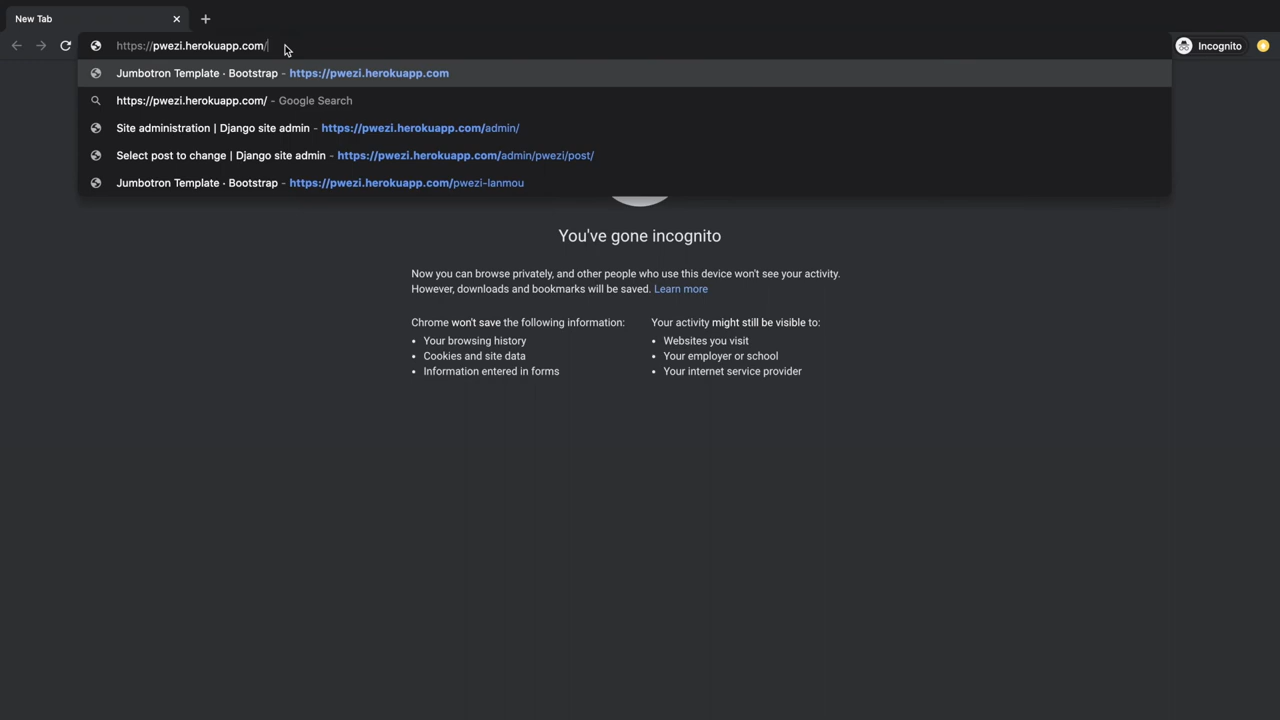 New Tab
https://pwezi.herokuapp.com/
Incognito
Jumbotron Template · Bootstrap - https://pwezi.herokuapp.com
https://pwezi.herokuapp.com/ - Google Search
Site administration | Django site admin - https://pwezi.herokuapp.com/admin/
Select post to change | Django site admin - https://pwezi.herokuapp.com/admin/pwezi/post/
Jumbotron Template · Bootstrap - https://pwezi.herokuapp.com/pwezi-lanmou
You've gone incognito
Now you can browse privately, and other people who use this device won't see your activity.
However, downloads and bookmarks will be saved. Learn more
Chrome won't save the following information:
• Your browsing history
• Cookies and site data
• Information entered in forms
Your activity might still be visible to:
• Websites you visit
• Your employer or school
• Your internet service provider